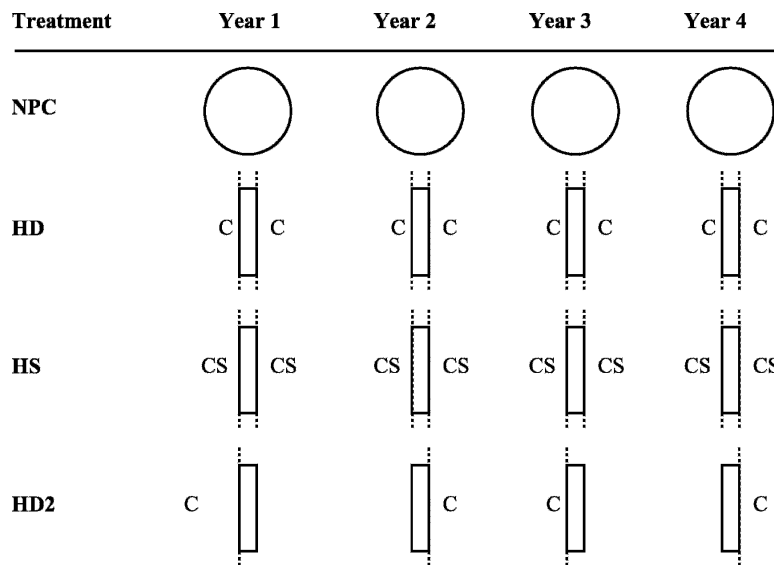 Treatment Year 1 Year 2 Year 3 Year 4
NPC
HD C C C C C C C C
HS CS CS CS CS CS CS CS CS
HD2 C C C C